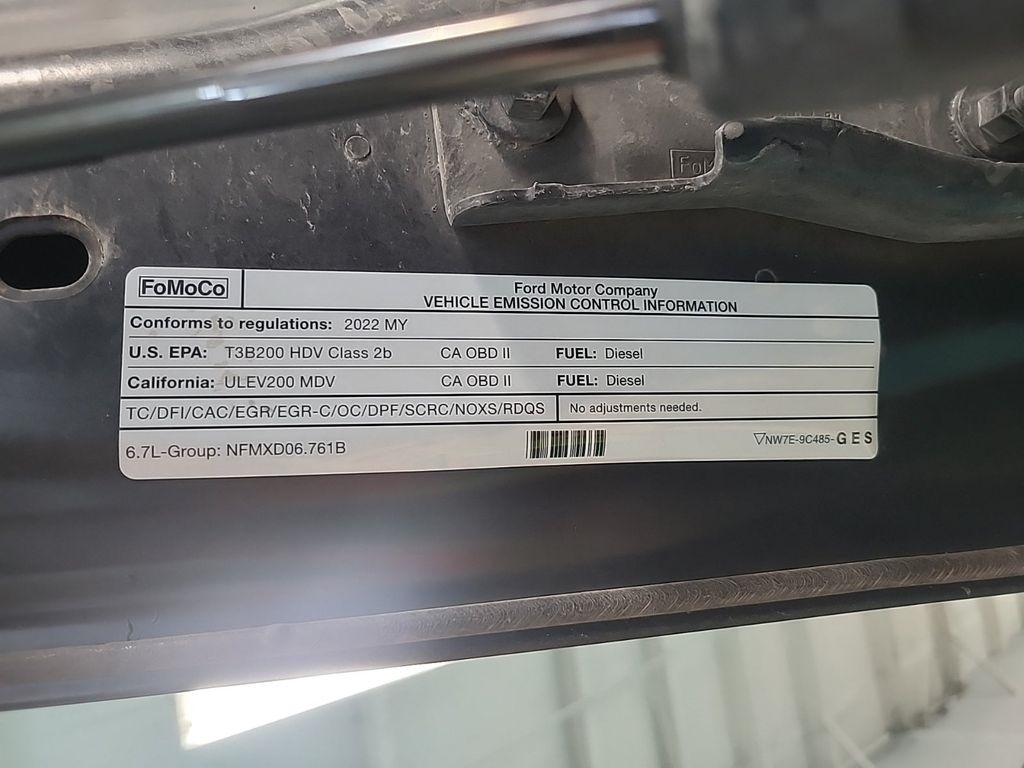 FoM
FoMoCo
Ford Motor Company
VEHICLE EMISSION CONTROL INFORMATION
Conforms to regulations: 2022 MY
U.S. EPA: T3B200 HDV Class 2b CA OBD II FUEL: Diesel
California: ULEV200 MDV CA OBD II FUEL: Diesel
TC/DFI/CAC/EGR/EGR-C/OC/DPF/SCRC/NOXS/RDQS No adjustments needed.
6.7L-Group: NFMXD06.761B ▽NW7E-9C485-GES